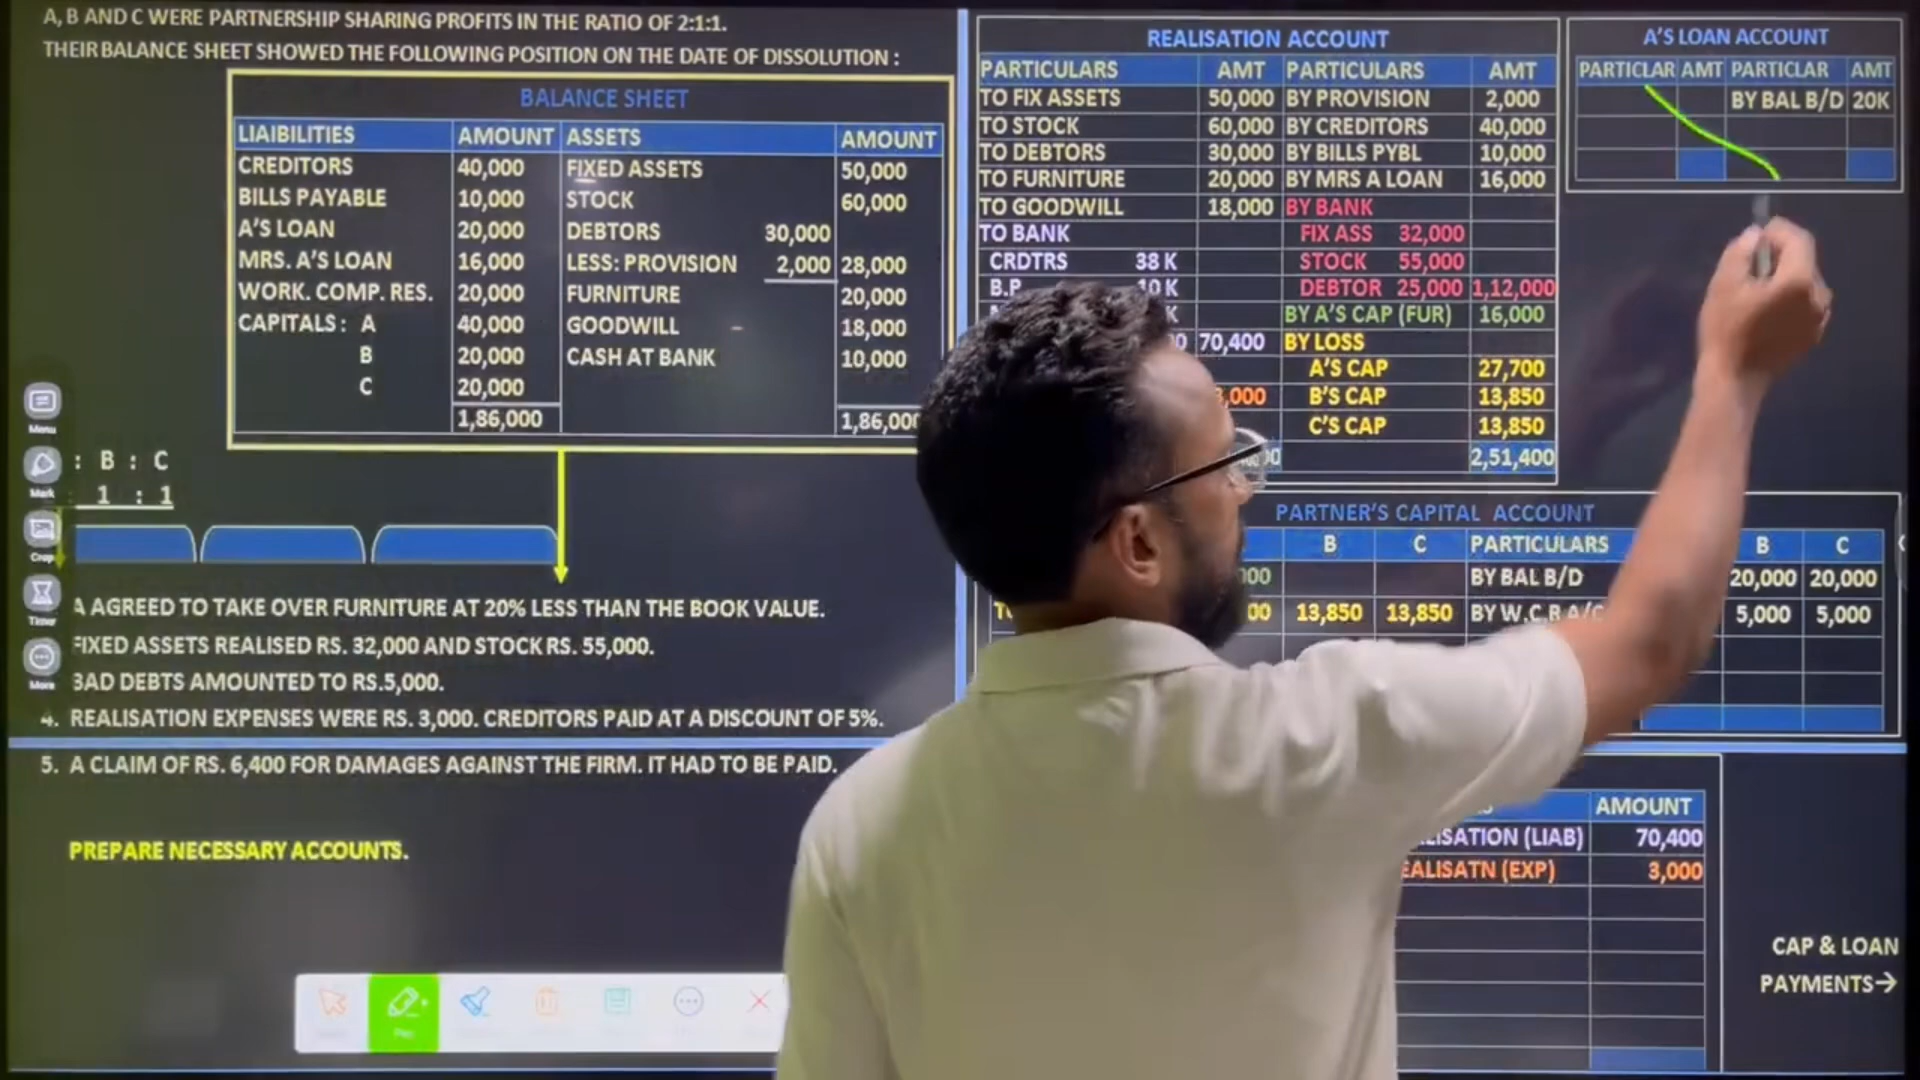 A, B AND C WERE PARTNERSHIP SHARING PROFITS IN THE RATIO OF 2:1:1.
THEIR BALANCE SHEET SHOWED THE FOLLOWING POSITION ON THE DATE OF DISSOLUTION :
BALANCE SHEET
LIAIBILITIES AMOUNT ASSETS AMOUNT
CREDITORS 40,000 FIXED ASSETS 50,000
BILLS PAYABLE 10,000 STOCK 60,000
A'S LOAN 20,000 DEBTORS 30,000
MRS. A'S LOAN 16,000 LESS: PROVISION 2,000 28,000
WORK. COMP. RES. 20,000 FURNITURE 20,000
CAPITALS : A 40,000 GOODWILL - 18,000
B 20,000 CASH AT BANK 10,000
C 20,000
1,86,000 1,86,000
: B : C
1 : 1
A AGREED TO TAKE OVER FURNITURE AT 20% LESS THAN THE BOOK VALUE.
FIXED ASSETS REALISED RS. 32,000 AND STOCK RS. 55,000.
BAD DEBTS AMOUNTED TO RS.5,000.
4. REALISATION EXPENSES WERE RS. 3,000. CREDITORS PAID AT A DISCOUNT OF 5%.
5. A CLAIM OF RS. 6,400 FOR DAMAGES AGAINST THE FIRM. IT HAD TO BE PAID.
PREPARE NECESSARY ACCOUNTS.
Menu
Mark
Crop
Timer
More
Pen
REALISATION ACCOUNT
PARTICULARS AMT PARTICULARS AMT
TO FIX ASSETS 50,000 BY PROVISION 2,000
TO STOCK 60,000 BY CREDITORS 40,000
TO DEBTORS 30,000 BY BILLS PYBL 10,000
TO FURNITURE 20,000 BY MRS A LOAN 16,000
TO GOODWILL 18,000 BY BANK
TO BANK FIX ASS 32,000
CRDTRS 38 K STOCK 55,000
B.P 10 K DEBTOR 25,000 1,12,000
K BY A'S CAP (FUR) 16,000
70,400 BY LOSS
A'S CAP 27,700
,000 B'S CAP 13,850
C'S CAP 13,850
2,51,400
A'S LOAN ACCOUNT
PARTICLAR AMT PARTICLAR AMT
BY BAL B/D 20K
PARTNER'S CAPITAL ACCOUNT
B C PARTICULARS B C
BY BAL B/D 20,000 20,000
13,850 13,850 BY W.C.R A/C 5,000 5,000
AMOUNT
LISATION (LIAB) 70,400
EALISATN (EXP) 3,000
CAP & LOAN
PAYMENTS→